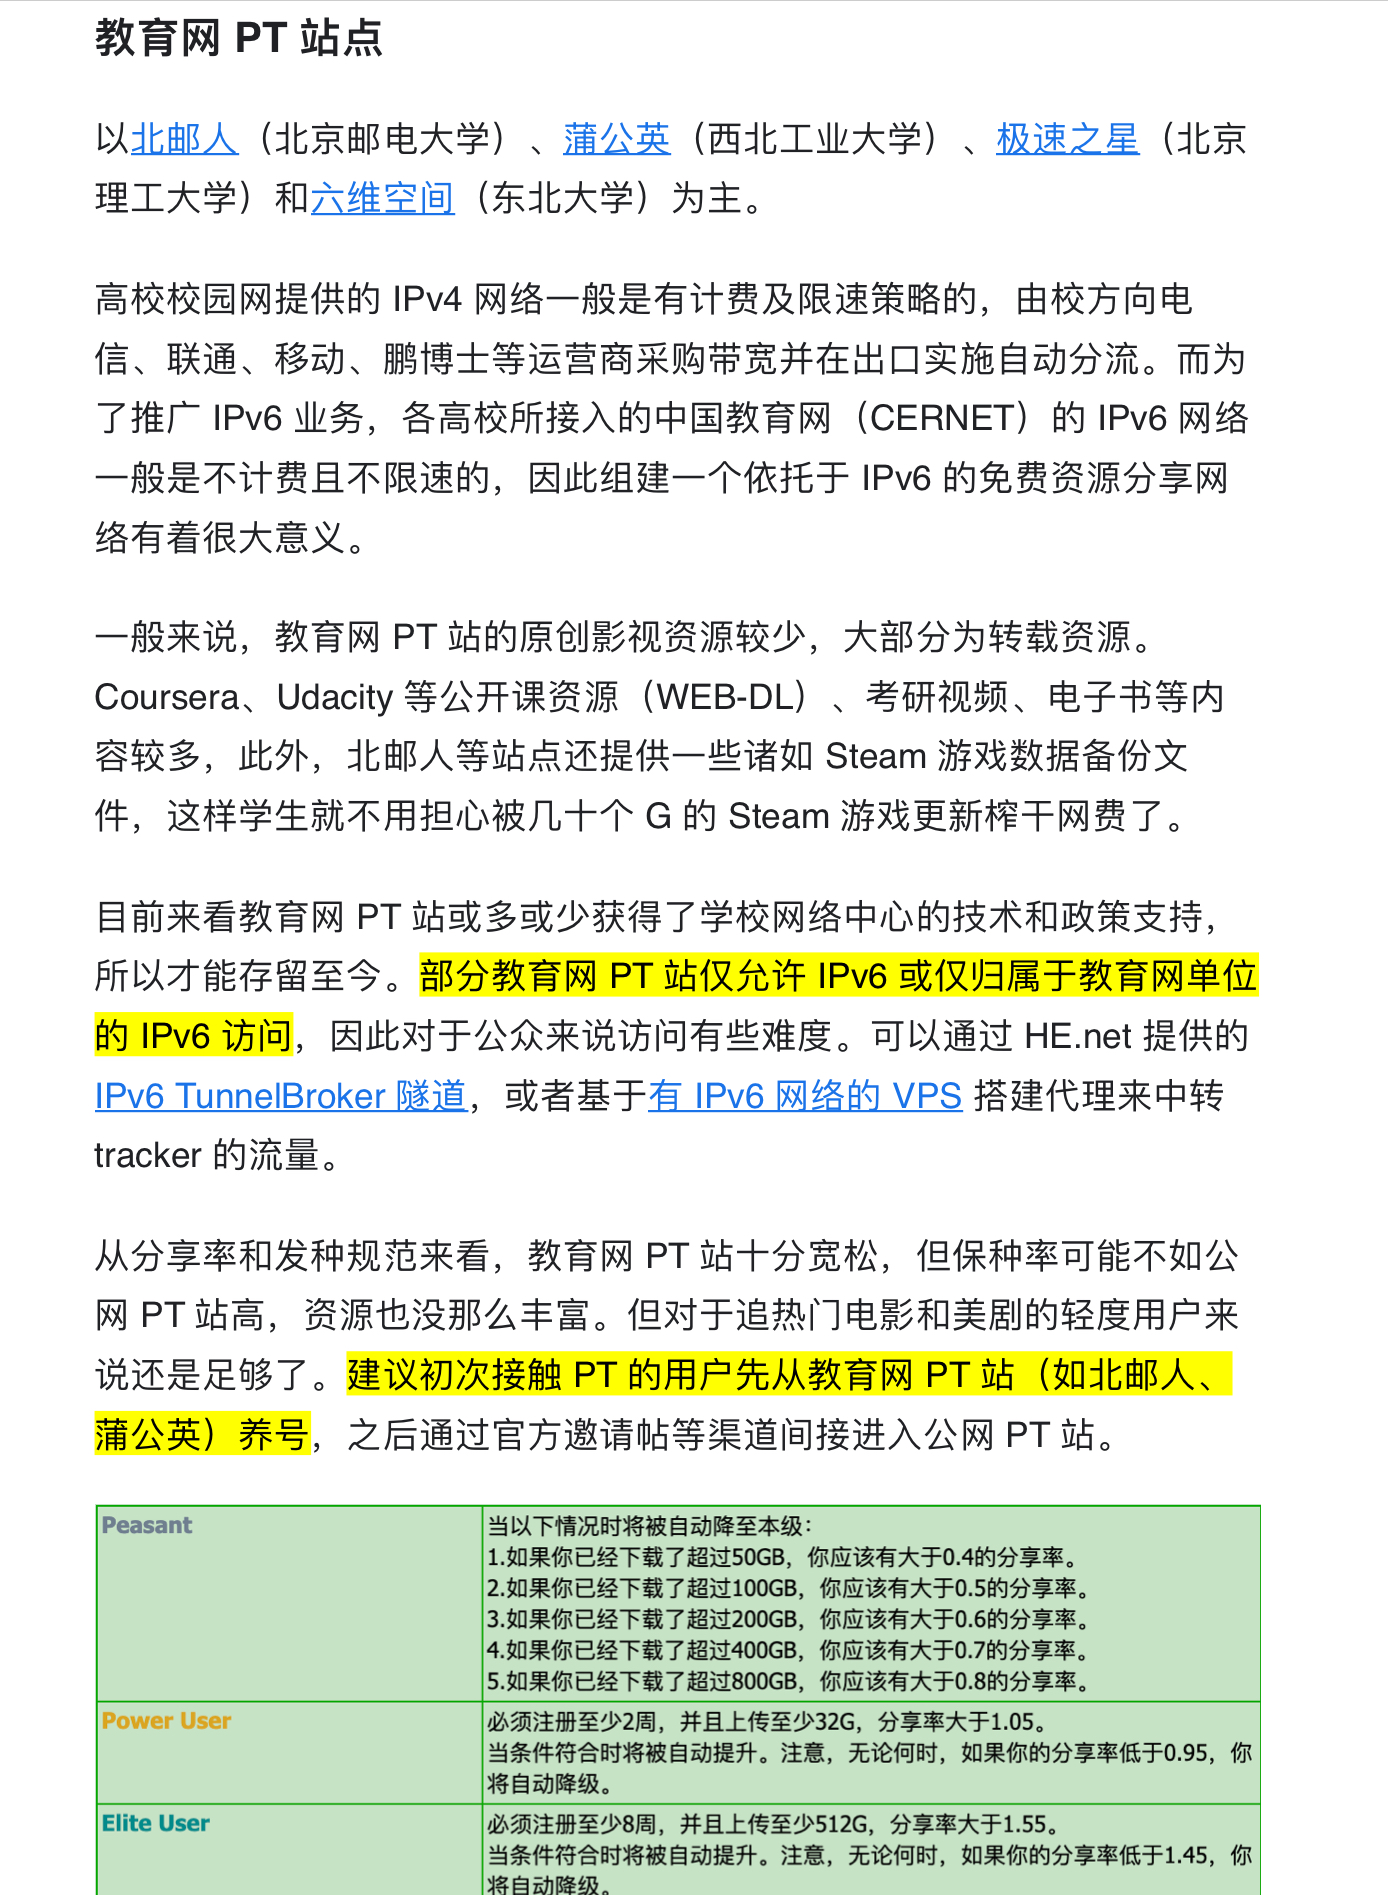 教育网 PT 站点
以北邮人（北京邮电大学）、蒲公英（西北工业大学）、极速之星（北京
理工大学）和六维空间（东北大学）为主。
高校校园网提供的 IPv4 网络一般是有计费及限速策略的，由校方向电
信、联通、移动、鹏博士等运营商采购带宽并在出口实施自动分流。而为
了推广 IPv6 业务，各高校所接入的中国教育网（CERNET）的 IPv6 网络
一般是不计费且不限速的，因此组建一个依托于 IPv6 的免费资源分享网
络有着很大意义。
一般来说，教育网 PT 站的原创影视资源较少，大部分为转载资源。
Coursera、Udacity 等公开课资源（WEB-DL）、考研视频、电子书等内
容较多，此外，北邮人等站点还提供一些诸如 Steam 游戏数据备份文
件，这样学生就不用担心被几十个 G 的 Steam 游戏更新榨干网费了。
目前来看教育网 PT 站或多或少获得了学校网络中心的技术和政策支持，
所以才能存留至今。部分教育网 PT 站仅允许 IPv6 或仅归属于教育网单位
的 IPv6 访问，因此对于公众来说访问有些难度。可以通过 HE.net 提供的
IPv6 TunnelBroker 隧道，或者基于有 IPv6 网络的 VPS 搭建代理来中转
tracker 的流量。
从分享率和发种规范来看，教育网 PT 站十分宽松，但保种率可能不如公
网 PT 站高，资源也没那么丰富。但对于追热门电影和美剧的轻度用户来
说还是足够了。建议初次接触 PT 的用户先从教育网 PT 站（如北邮人、
蒲公英）养号，之后通过官方邀请帖等渠道间接进入公网 PT 站。
Peasant
当以下情况时将被自动降至本级：
1.如果你已经下载了超过50GB，你应该有大于0.4的分享率。
2.如果你已经下载了超过100GB，你应该有大于0.5的分享率。
3.如果你已经下载了超过200GB，你应该有大于0.6的分享率。
4.如果你已经下载了超过400GB，你应该有大于0.7的分享率。
5.如果你已经下载了超过800GB，你应该有大于0.8的分享率。
Power User
必须注册至少2周，并且上传至少32G，分享率大于1.05。
当条件符合时将被自动提升。注意，无论何时，如果你的分享率低于0.95，你
将自动降级。
Elite User
必须注册至少8周，并且上传至少512G，分享率大于1.55。
当条件符合时将被自动提升。注意，无论何时，如果你的分享率低于1.45，你
将自动降级。